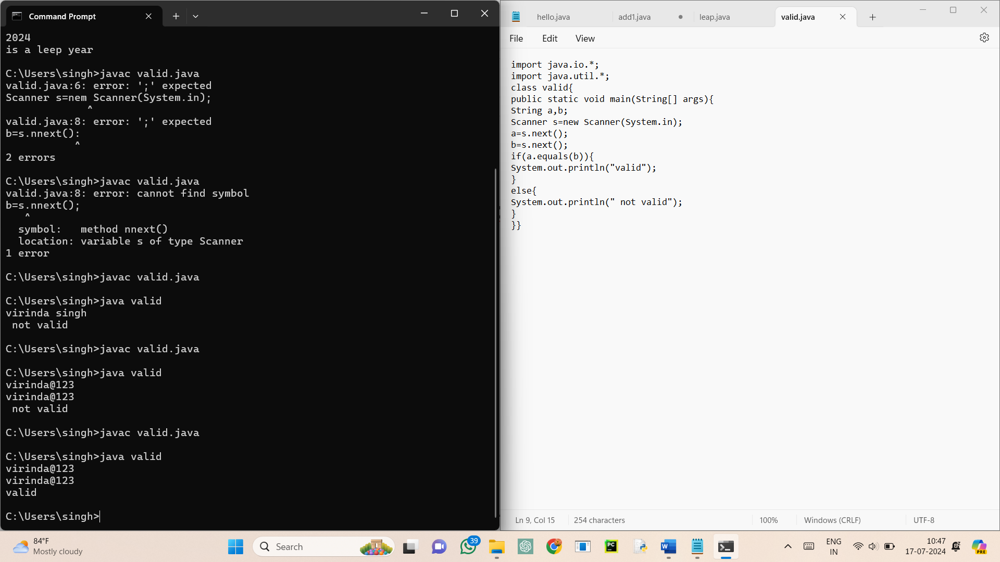 Command Prompt
2024
is a leep year
C:\Users\singh>javac valid.java
valid.java:6: error: ';' expected
Scanner s=nem Scanner(System.in);
^
valid.java:8: error: ';' expected
b=s.nnext():
^
2 errors
C:\Users\singh>javac valid.java
valid.java:8: error: cannot find symbol
b=s.nnext();
^
symbol:   method nnext()
location: variable s of type Scanner
1 error
C:\Users\singh>javac valid.java
C:\Users\singh>java valid
virinda singh
not valid
C:\Users\singh>javac valid.java
C:\Users\singh>java valid
virinda@123
virinda@123
not valid
C:\Users\singh>javac valid.java
C:\Users\singh>java valid
virinda@123
virinda@123
valid
C:\Users\singh>
hello.java add1.java leap.java valid.java
File Edit View
import java.io.*;
import java.util.*;
class valid{
public static void main(String[] args){
String a,b;
Scanner s=new Scanner(System.in);
a=s.next();
b=s.next();
if(a.equals(b)){
System.out.println("valid");
}
else{
System.out.println(" not valid");
}
}}
Ln 9, Col 15 254 characters 100% Windows (CRLF) UTF-8
84°F
Mostly cloudy
Search
39
PC
W
ENG
IN
10:47
17-07-2024
PRE